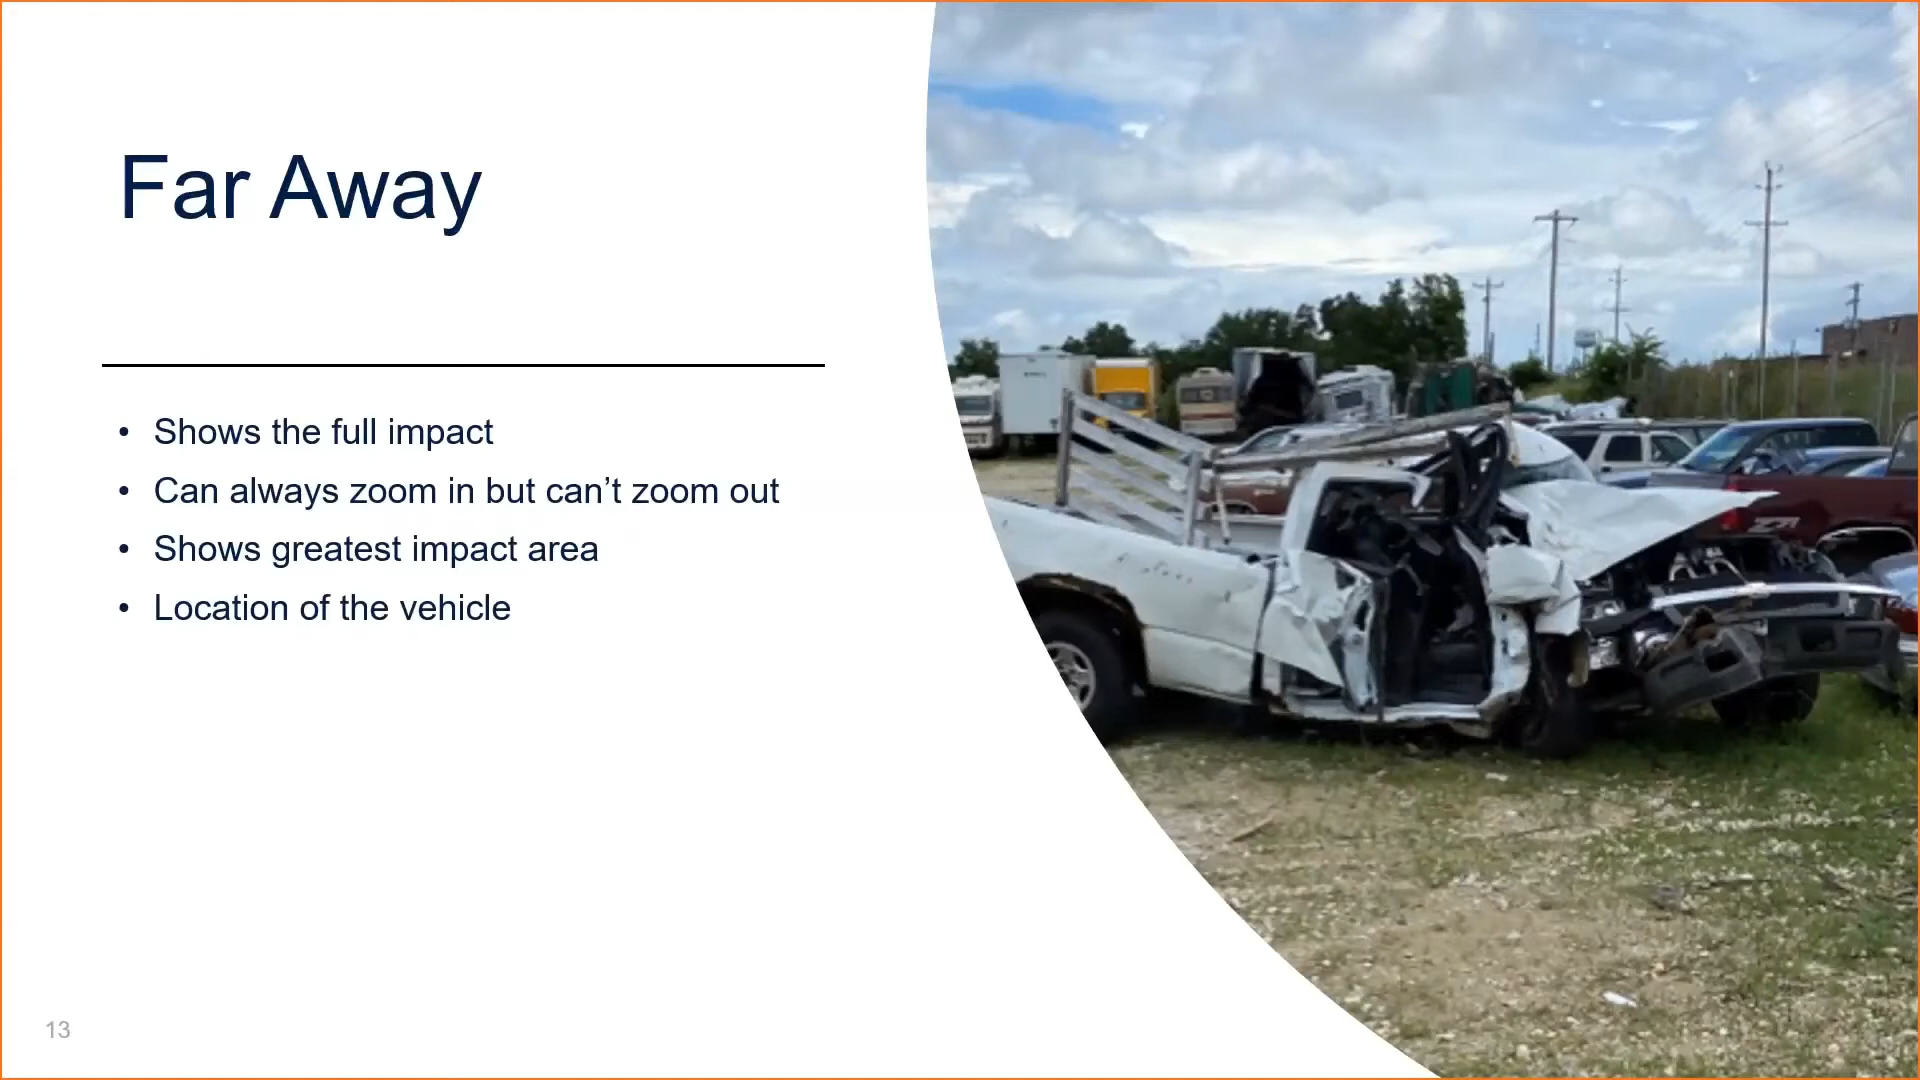 Far Away
• Shows the full impact
• Can always zoom in but can’t zoom out
• Shows greatest impact area
• Location of the vehicle
Z71
13